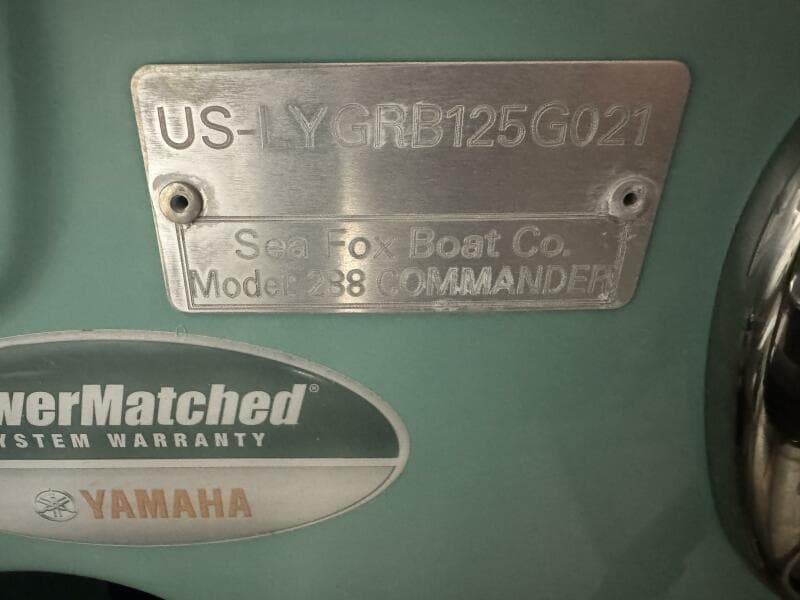 US-LYGRB125G021
Sea Fox Boat Co.
Model: 288 COMMANDER
werMatched®
YSTEM WARRANTY
YAMAHA